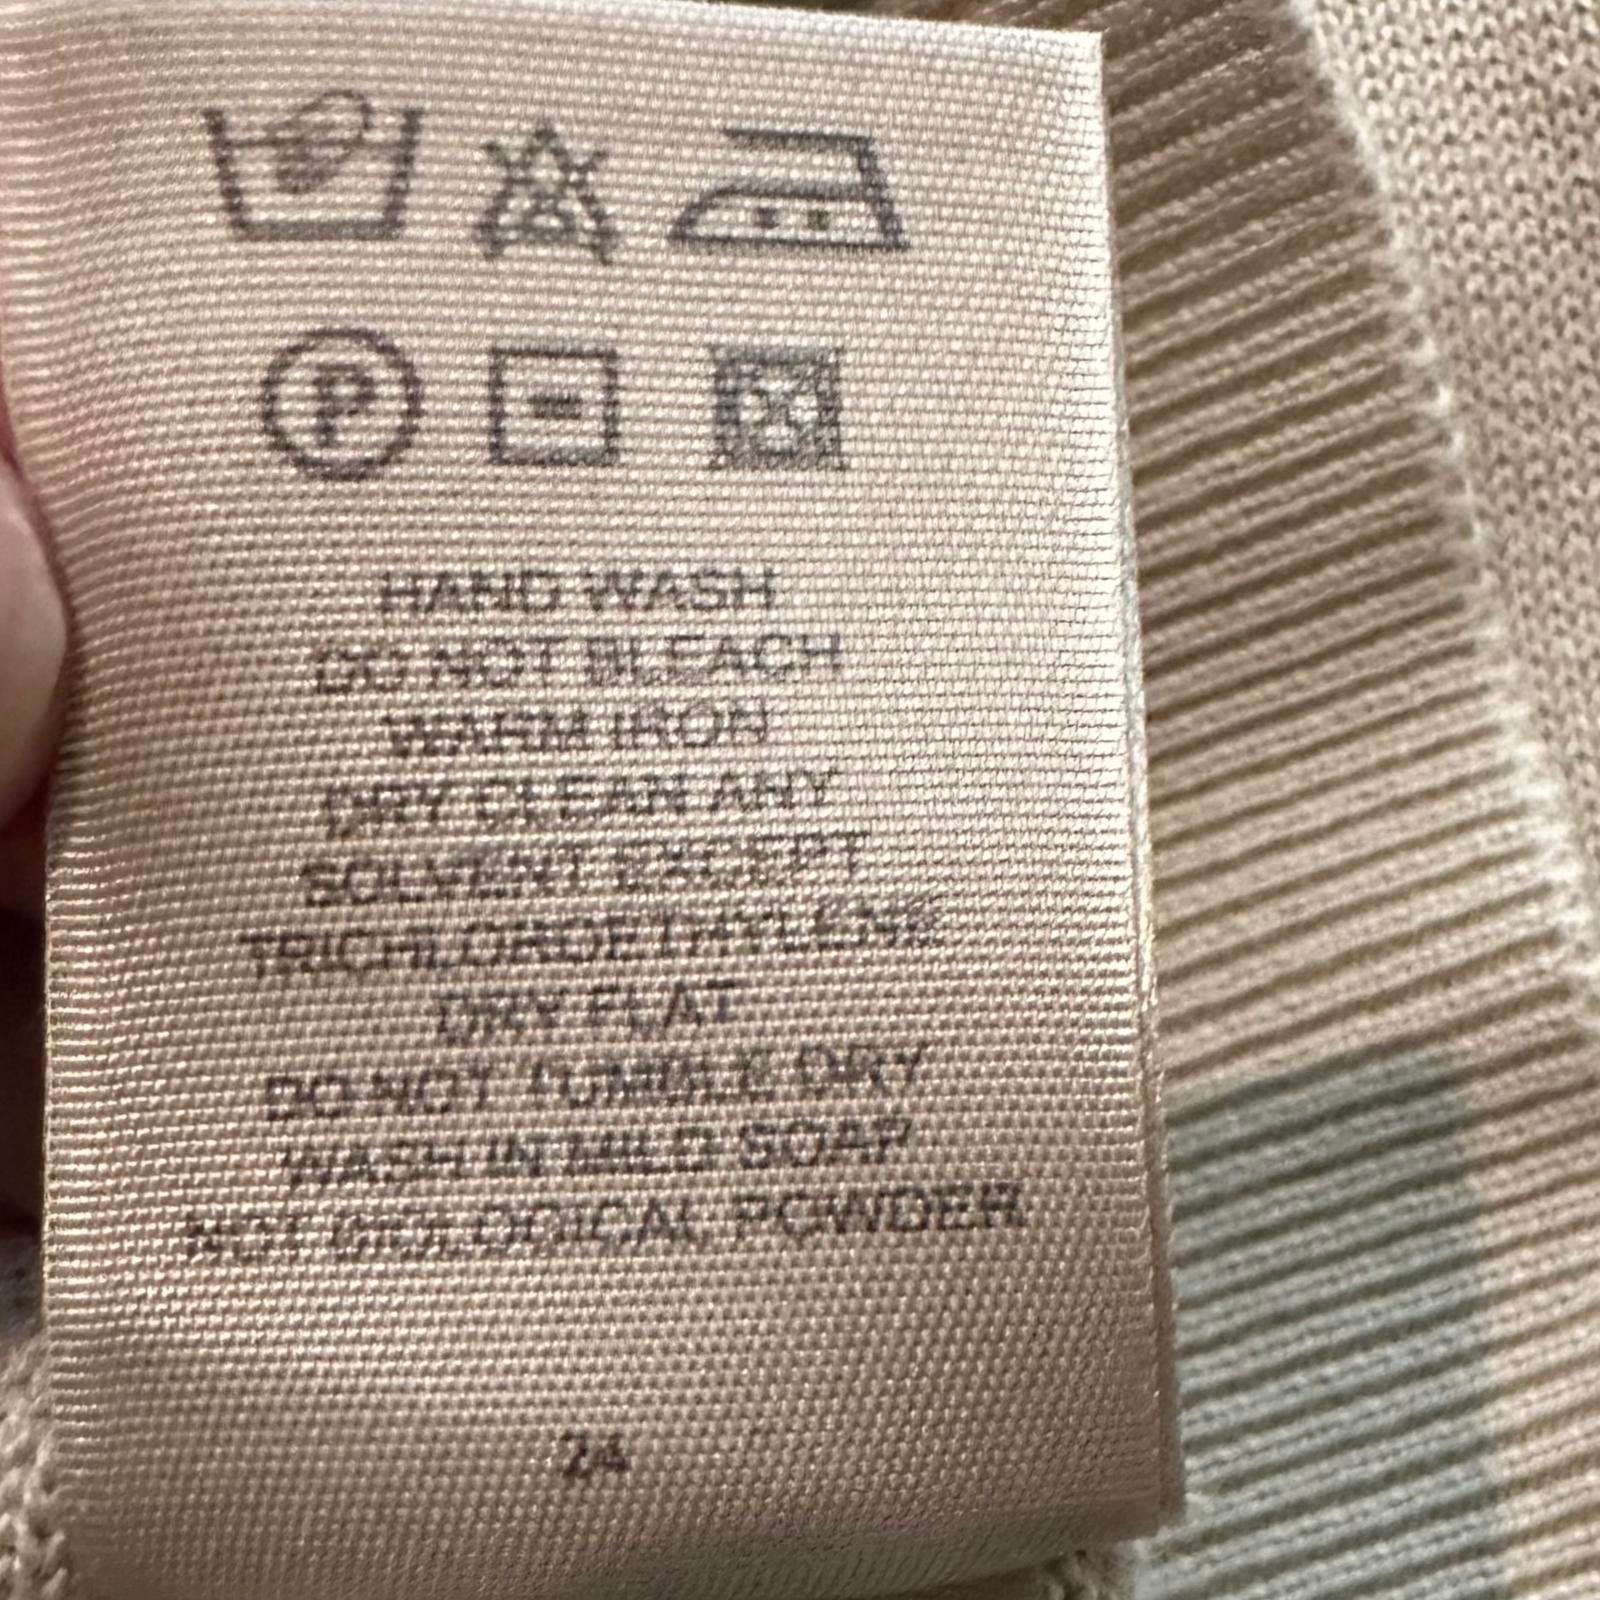 P
HAND WASH
DO NOT BLEACH
WARM IRON
DRY CLEAN ANY
SOLVENT EXCEPT
TRICHLOROETHYLENE
DRY FLAT
DO NOT TUMBLE DRY
WASH IN MILD SOAP
NOT BIOLOGICAL POWDER
24